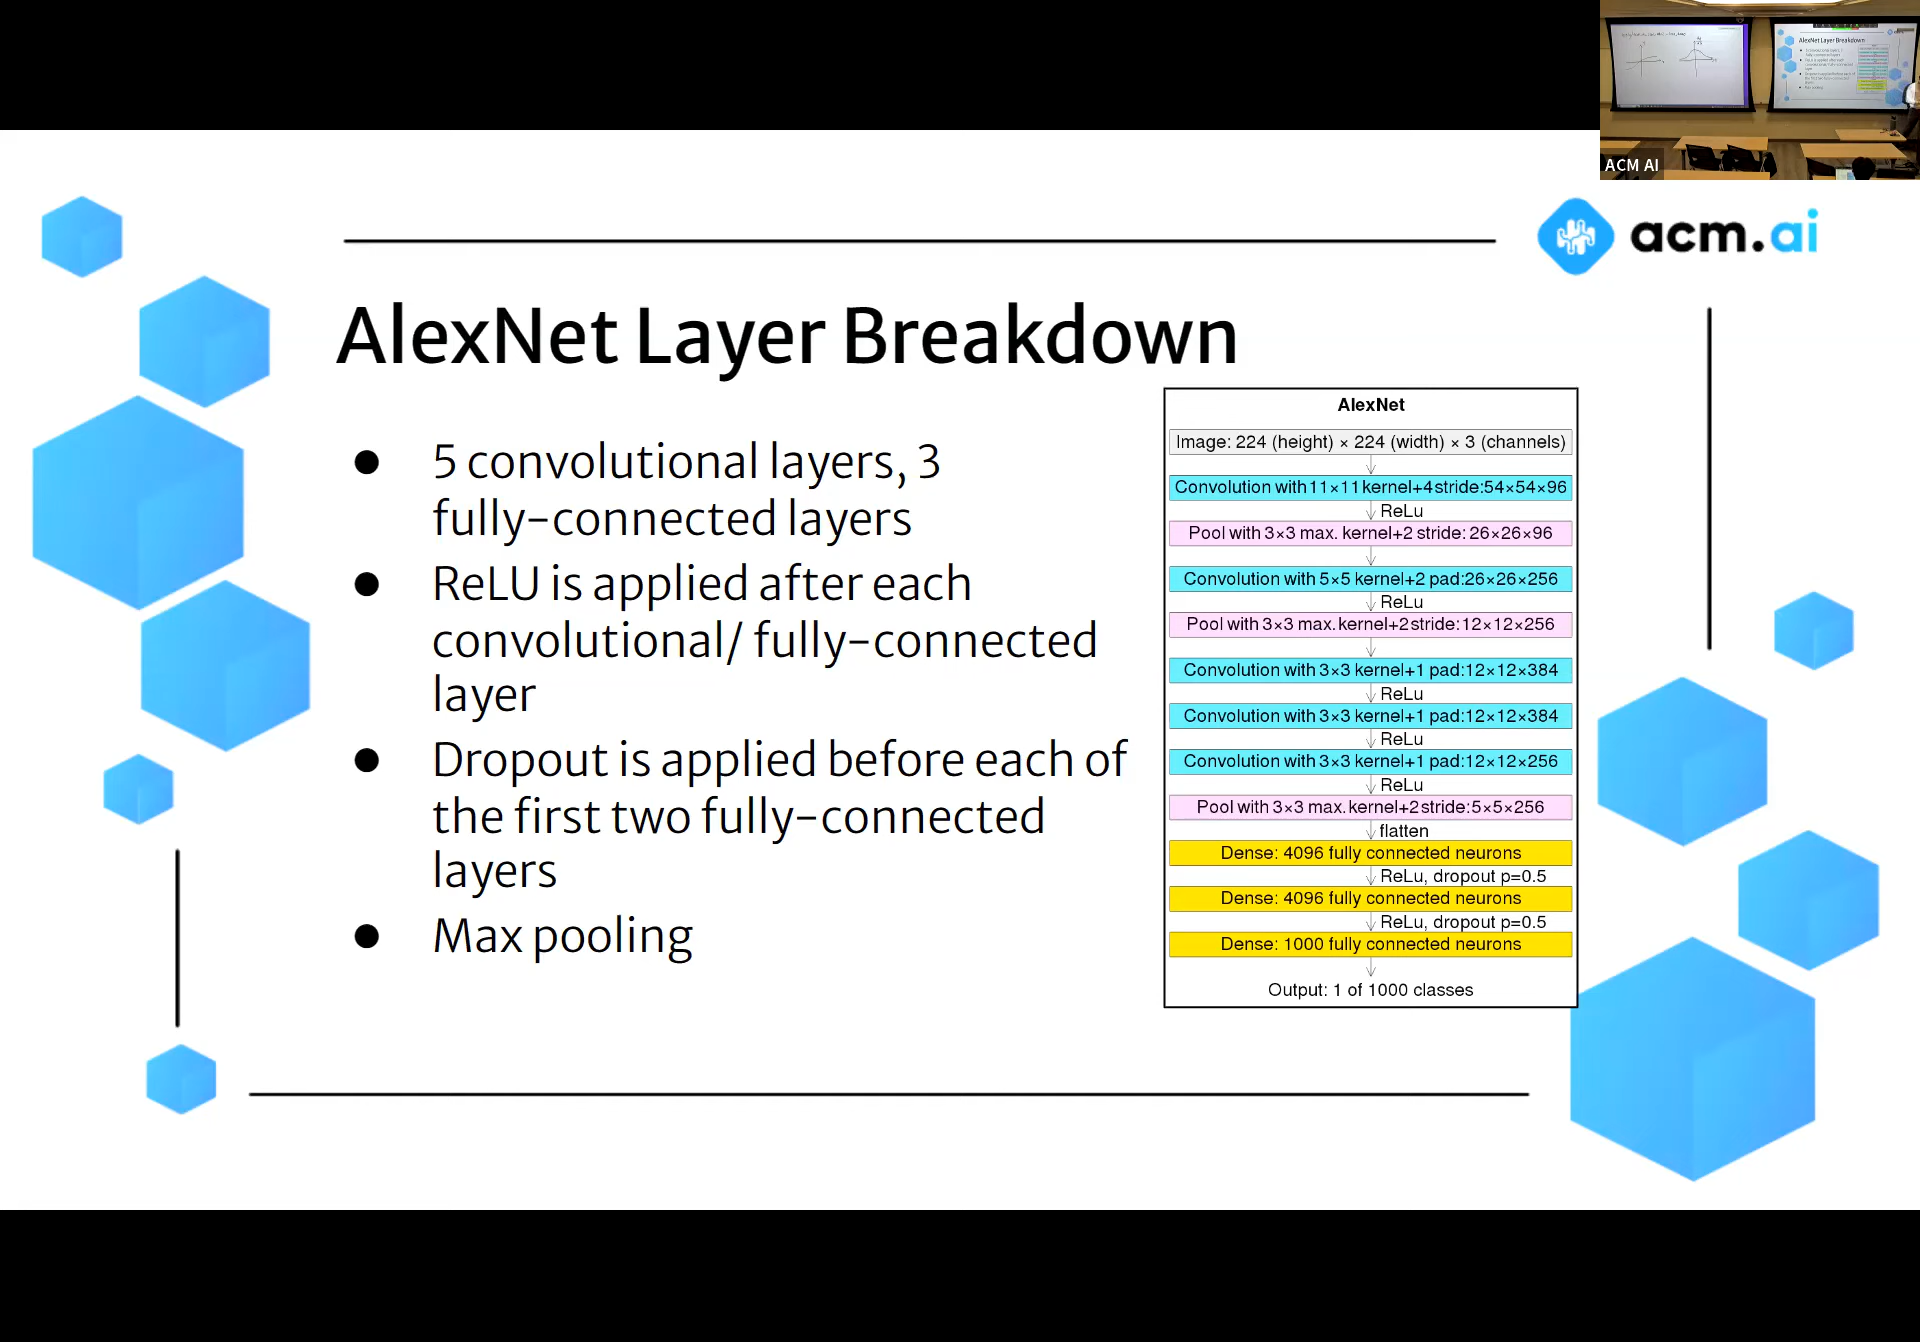 ACM AI
acm.ai
AlexNet Layer Breakdown
● 5 convolutional layers, 3
fully-connected layers
● ReLU is applied after each
convolutional/ fully-connected
layer
● Dropout is applied before each of
the first two fully-connected
layers
● Max pooling
AlexNet
Image: 224 (height) × 224 (width) × 3 (channels)
Convolution with 11×11 kernel+4 stride:54×54×96
ReLu
Pool with 3×3 max. kernel+2 stride: 26×26×96
Convolution with 5×5 kernel+2 pad:26×26×256
ReLu
Pool with 3×3 max.kernel+2stride:12×12×256
Convolution with 3×3 kernel+1 pad:12×12×384
ReLu
Convolution with 3×3 kernel+1 pad:12×12×384
ReLu
Convolution with 3×3 kernel+1 pad:12×12×256
ReLu
Pool with 3×3 max.kernel+2stride:5×5×256
flatten
Dense: 4096 fully connected neurons
ReLu, dropout p=0.5
Dense: 4096 fully connected neurons
ReLu, dropout p=0.5
Dense: 1000 fully connected neurons
Output: 1 of 1000 classes